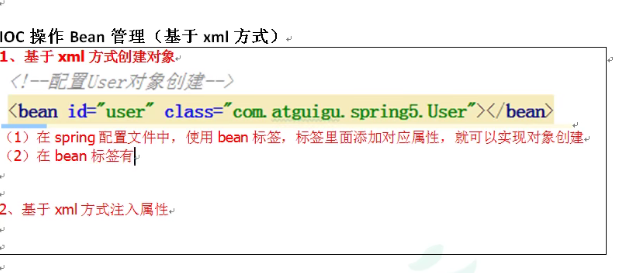 IOC 操作 Bean 管理（基于 xml 方式）
1、基于 xml 方式创建对象
<!--配置User对象创建-->
<bean id="user" class="com.atguigu.spring5.User"></bean>
（1）在 spring 配置文件中，使用 bean 标签，标签里面添加对应属性，就可以实现对象创建
（2）在 bean 标签有
2、基于 xml 方式注入属性